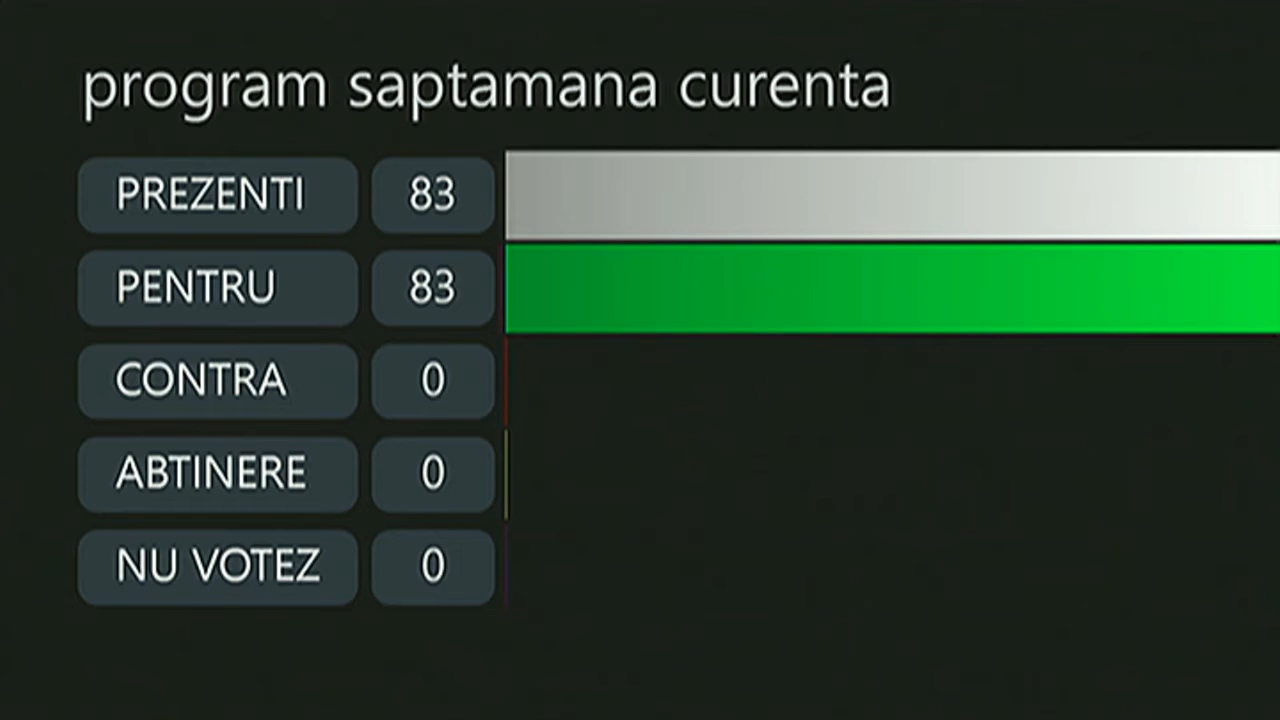 program saptamana curenta
PREZENTI 83
PENTRU 83
CONTRA 0
ABTINERE 0
NU VOTEZ 0